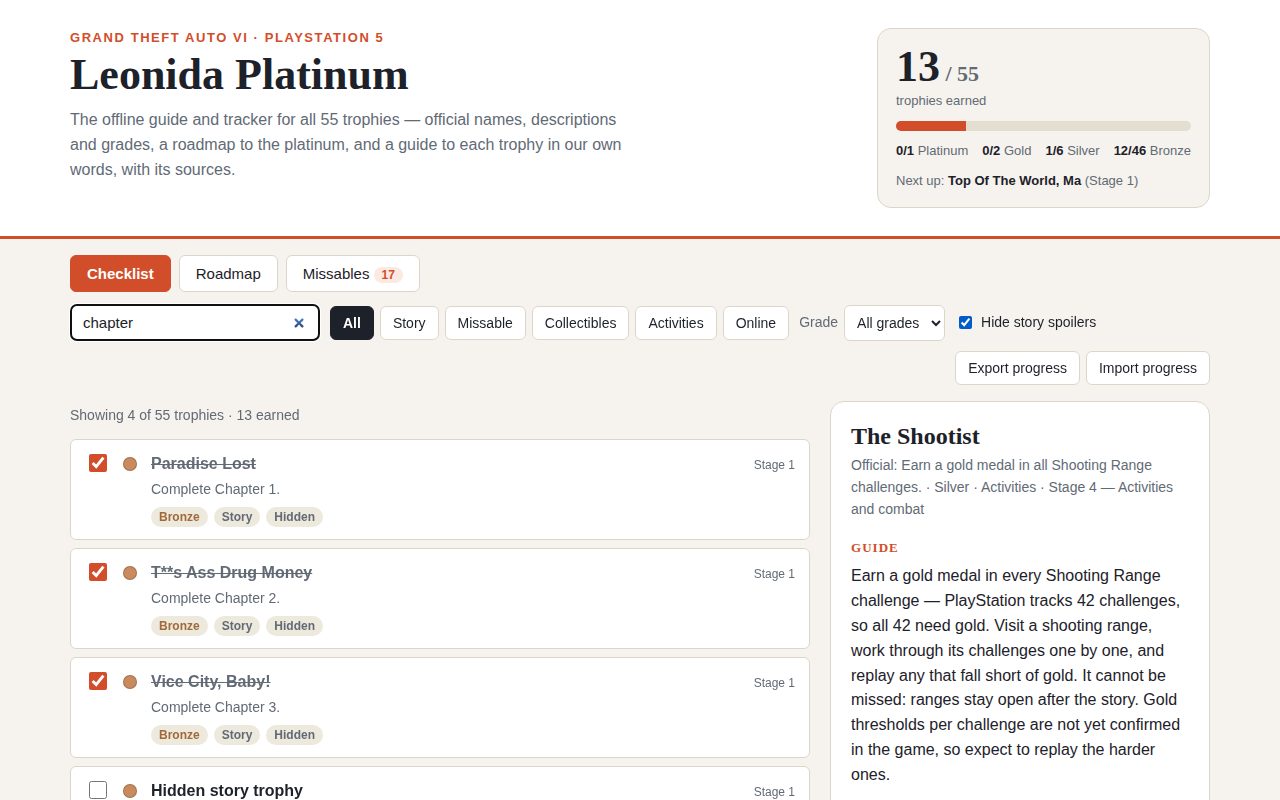 GRAND THEFT AUTO VI · PLAYSTATION 5
Leonida Platinum
The offline guide and tracker for all 55 trophies — official names, descriptions
and grades, a roadmap to the platinum, and a guide to each trophy in our own
words, with its sources.
13 / 55
trophies earned
0/1 Platinum 0/2 Gold 1/6 Silver 12/46 Bronze
Next up: Top Of The World, Ma (Stage 1)
Checklist Roadmap Missables 17
chapter
All Story Missable Collectibles Activities Online Grade All grades Hide story spoilers
Export progress Import progress
Showing 4 of 55 trophies · 13 earned
Paradise Lost Stage 1
Complete Chapter 1.
Bronze Story Hidden
T**s Ass Drug Money Stage 1
Complete Chapter 2.
Bronze Story Hidden
Vice City, Baby! Stage 1
Complete Chapter 3.
Bronze Story Hidden
Hidden story trophy Stage 1
The Shootist
Official: Earn a gold medal in all Shooting Range
challenges. · Silver · Activities · Stage 4 — Activities
and combat
GUIDE
Earn a gold medal in every Shooting Range
challenge — PlayStation tracks 42 challenges,
so all 42 need gold. Visit a shooting range,
work through its challenges one by one, and
replay any that fall short of gold. It cannot be
missed: ranges stay open after the story. Gold
thresholds per challenge are not yet confirmed
in the game, so expect to replay the harder
ones.